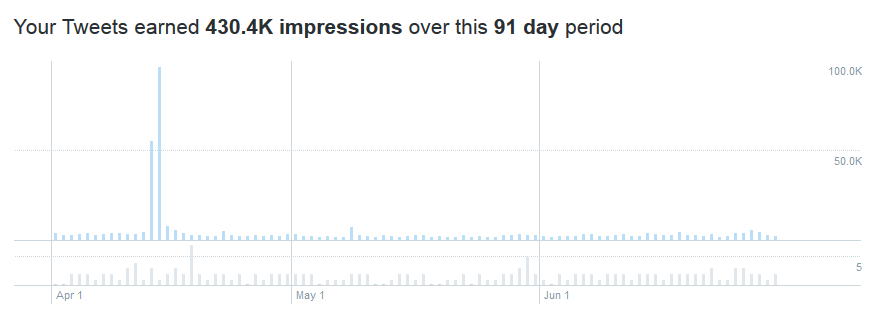 Your Tweets earned 430.4K impressions over this 91 day period
100.0K
50.0K
5
Apr 1
May 1
Jun 1